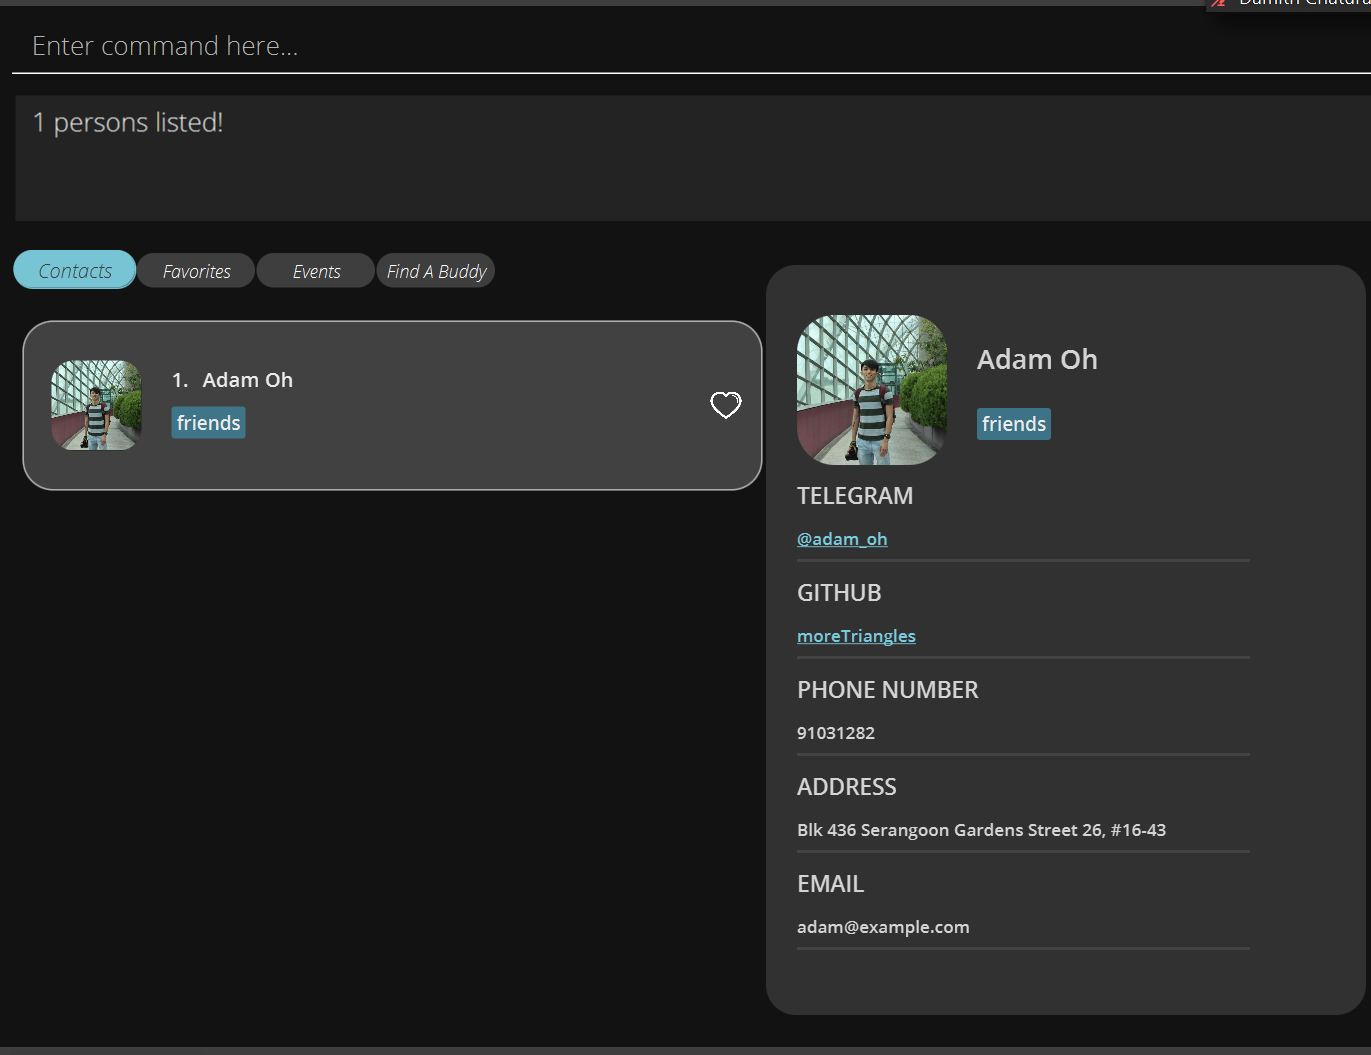 Enter command here...
1 persons listed!
Contacts
Favorites
Events
Find A Buddy
1. Adam Oh
friends
Adam Oh
friends
TELEGRAM
@adam_oh
GITHUB
moreTriangles
PHONE NUMBER
91031282
ADDRESS
Blk 436 Serangoon Gardens Street 26, #16-43
EMAIL
adam@example.com